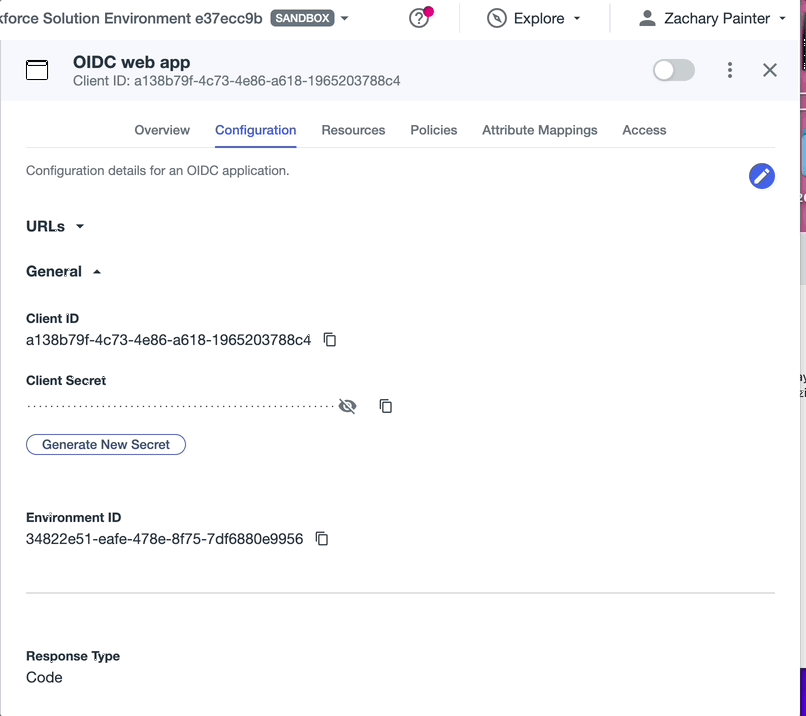 kforce Solution Environment e37ecc9b SANDBOX Explore Zachary Painter
OIDC web app
Client ID: a138b79f-4c73-4e86-a618-1965203788c4
Overview Configuration Resources Policies Attribute Mappings Access
Configuration details for an OIDC application.
URLs
General
Client ID
a138b79f-4c73-4e86-a618-1965203788c4
Client Secret
Generate New Secret
Environment ID
34822e51-eafe-478e-8f75-7df6880e9956
Response Type
Code